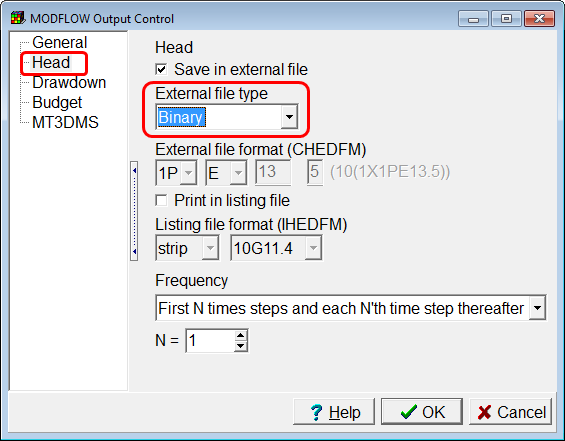 MODFLOW Output Control
General
Head
Drawdown
Budget
MT3DMS
Head
Save in external file
External file type
Binary
External file format (CHEDFM)
1P E 13 5 (10(1X1PE13.5))
Print in listing file
Listing file format (IHEDFM)
strip 10G11.4
Frequency
First N times steps and each N'th time step thereafter
N = 1
? Help OK Cancel